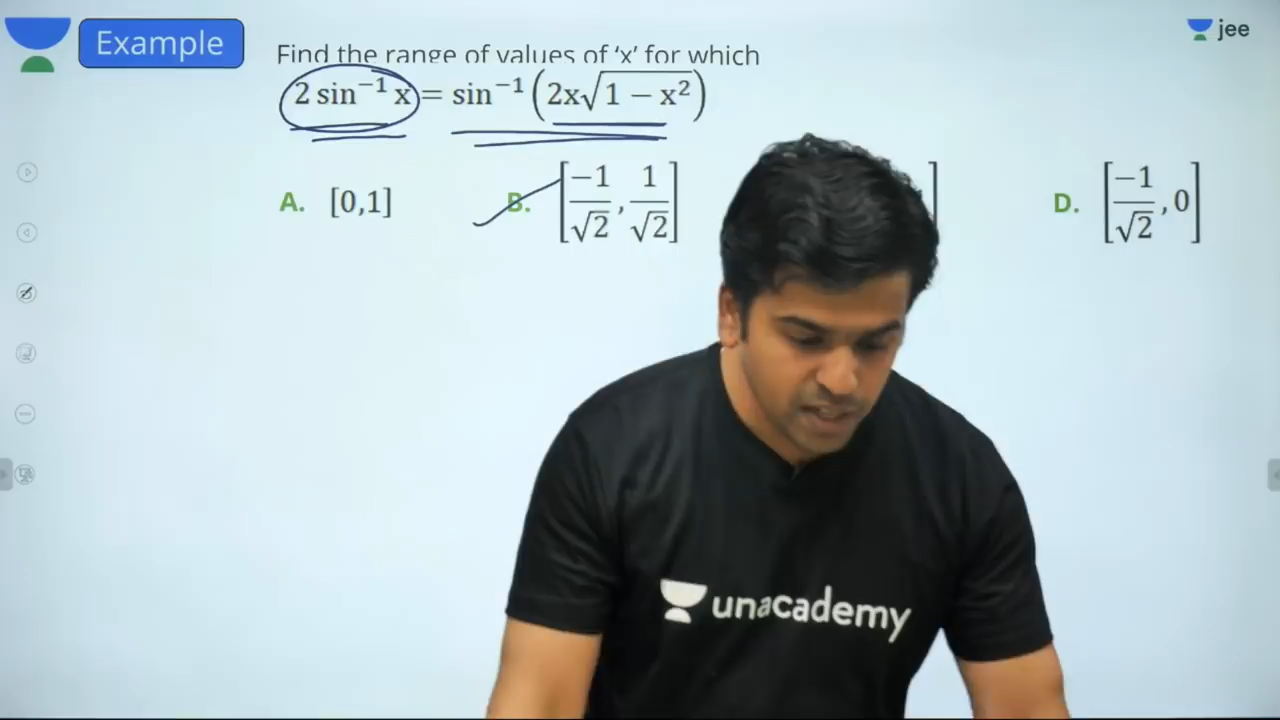 Example
jee
Find the range of values of ‘x’ for which
2 sin⁻¹ x = sin⁻¹ (2x√(1 − x²))
A. [0,1]
B. [−1/√2, 1/√2]
]
D. [−1/√2, 0]
unacademy